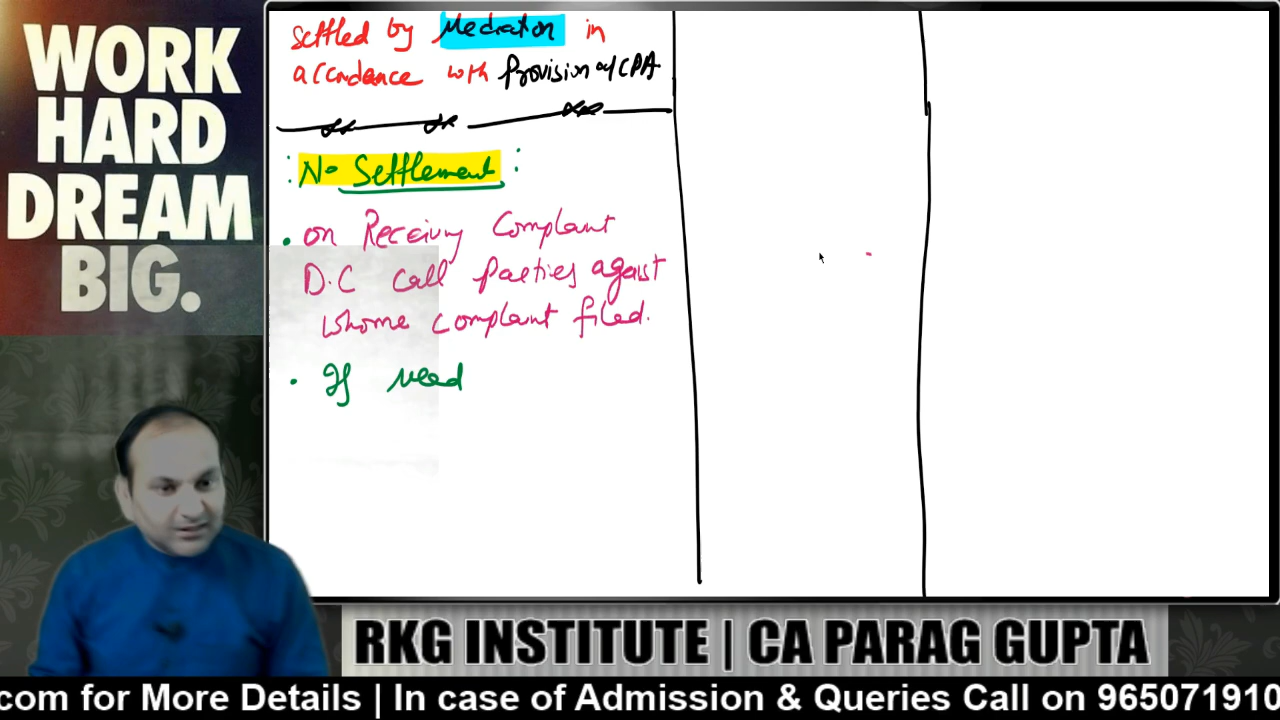 WORK
HARD
DREAM
BIG.
Settled by Mediation in
accordance with Provision of CPA
: No Settlement :
• on Receiving Complaint
D.C call parties against
whome complaint filed.
• If need
RKG INSTITUTE | CA PARAG GUPTA
com for More Details | In case of Admission & Queries Call on 965071910